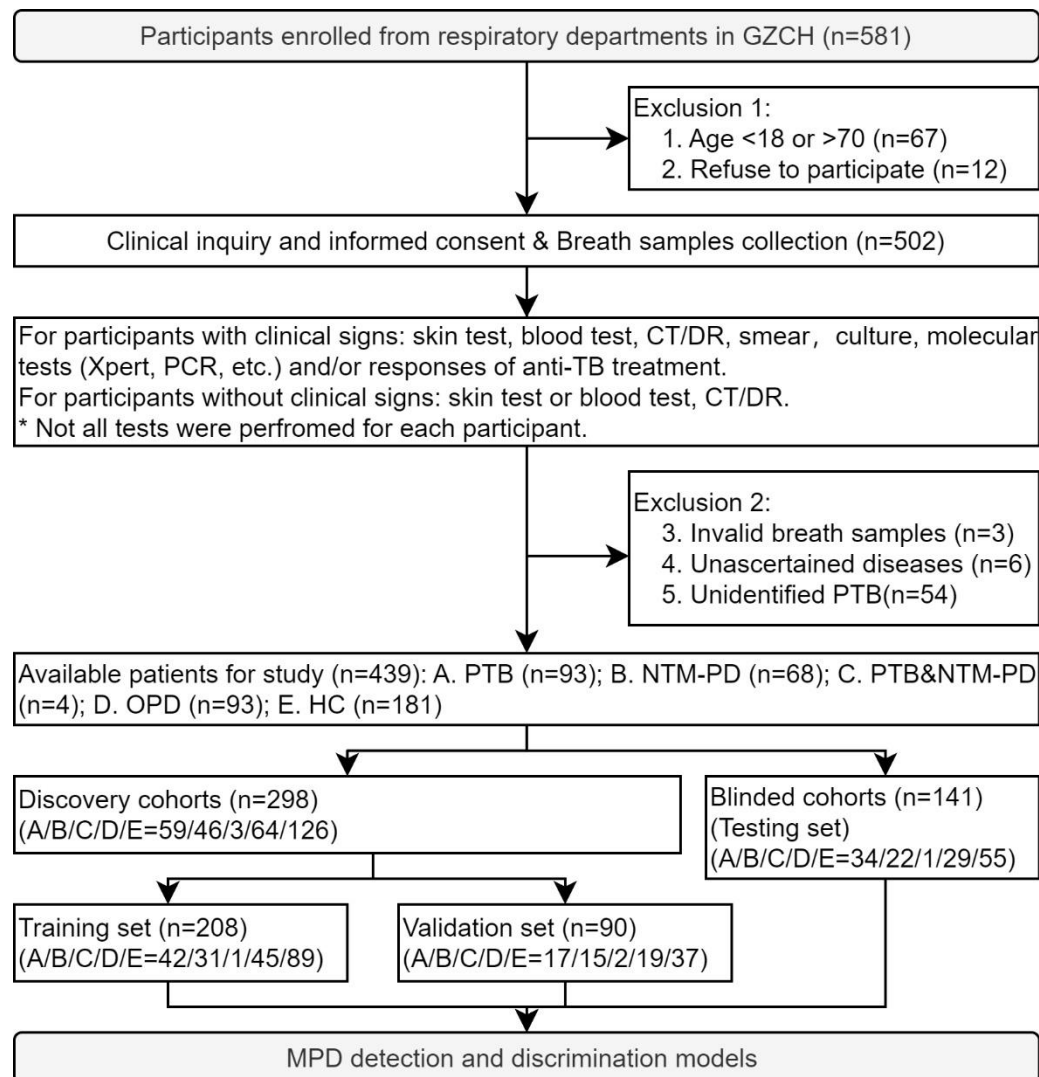 Participants enrolled from respiratory departments in GZCH (n=581)
Exclusion 1:
1. Age <18 or >70 (n=67)
2. Refuse to participate (n=12)
Clinical inquiry and informed consent & Breath samples collection (n=502)
For participants with clinical signs: skin test, blood test, CT/DR, smear，culture, molecular
tests (Xpert, PCR, etc.) and/or responses of anti-TB treatment.
For participants without clinical signs: skin test or blood test, CT/DR.
* Not all tests were perfromed for each participant.
Exclusion 2:
3. Invalid breath samples (n=3)
4. Unascertained diseases (n=6)
5. Unidentified PTB(n=54)
Available patients for study (n=439): A. PTB (n=93); B. NTM-PD (n=68); C. PTB&NTM-PD
(n=4); D. OPD (n=93); E. HC (n=181)
Discovery cohorts (n=298)
(A/B/C/D/E=59/46/3/64/126)
Blinded cohorts (n=141)
(Testing set)
(A/B/C/D/E=34/22/1/29/55)
Training set (n=208)
(A/B/C/D/E=42/31/1/45/89)
Validation set (n=90)
(A/B/C/D/E=17/15/2/19/37)
MPD detection and discrimination models